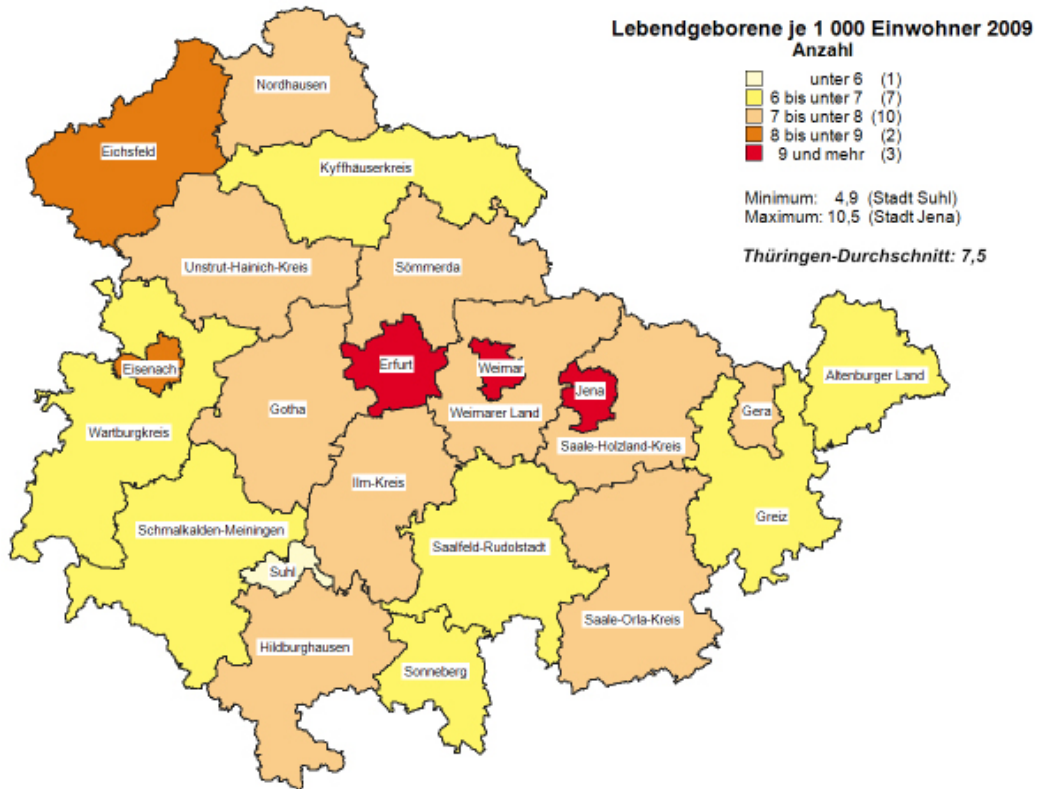 Lebendgeborene je 1 000 Einwohner 2009
Anzahl
unter 6 (1)
6 bis unter 7 (7)
7 bis unter 8 (10)
8 bis unter 9 (2)
9 und mehr (3)
Minimum: 4,9 (Stadt Suhl)
Maximum: 10,5 (Stadt Jena)
Thüringen-Durchschnitt: 7,5
Nordhausen
Eichsfeld
Kyffhäuserkreis
Unstrut-Hainich-Kreis
Sömmerda
Eisenach
Erfurt
Weimar
Jena
Altenburger Land
Gotha
Weimarer Land
Gera
Wartburgkreis
Saale-Holzland-Kreis
Ilm-Kreis
Greiz
Schmalkalden-Meiningen
Saalfeld-Rudolstadt
Suhl
Saale-Orla-Kreis
Hildburghausen
Sonneberg